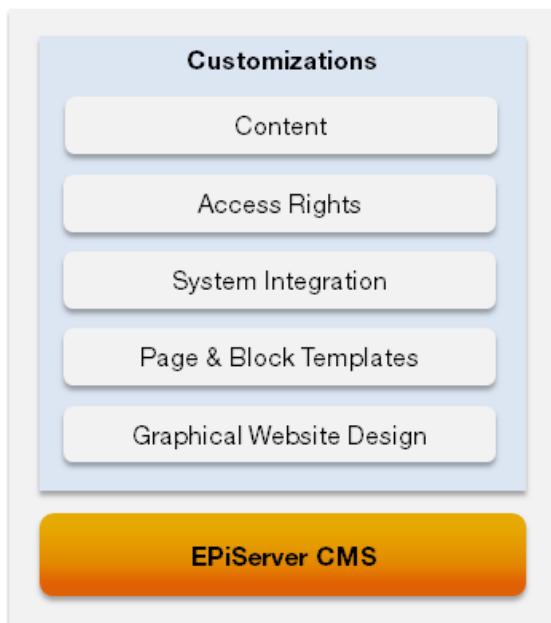 Customizations
Content
Access Rights
System Integration
Page & Block Templates
Graphical Website Design
EPiServer CMS